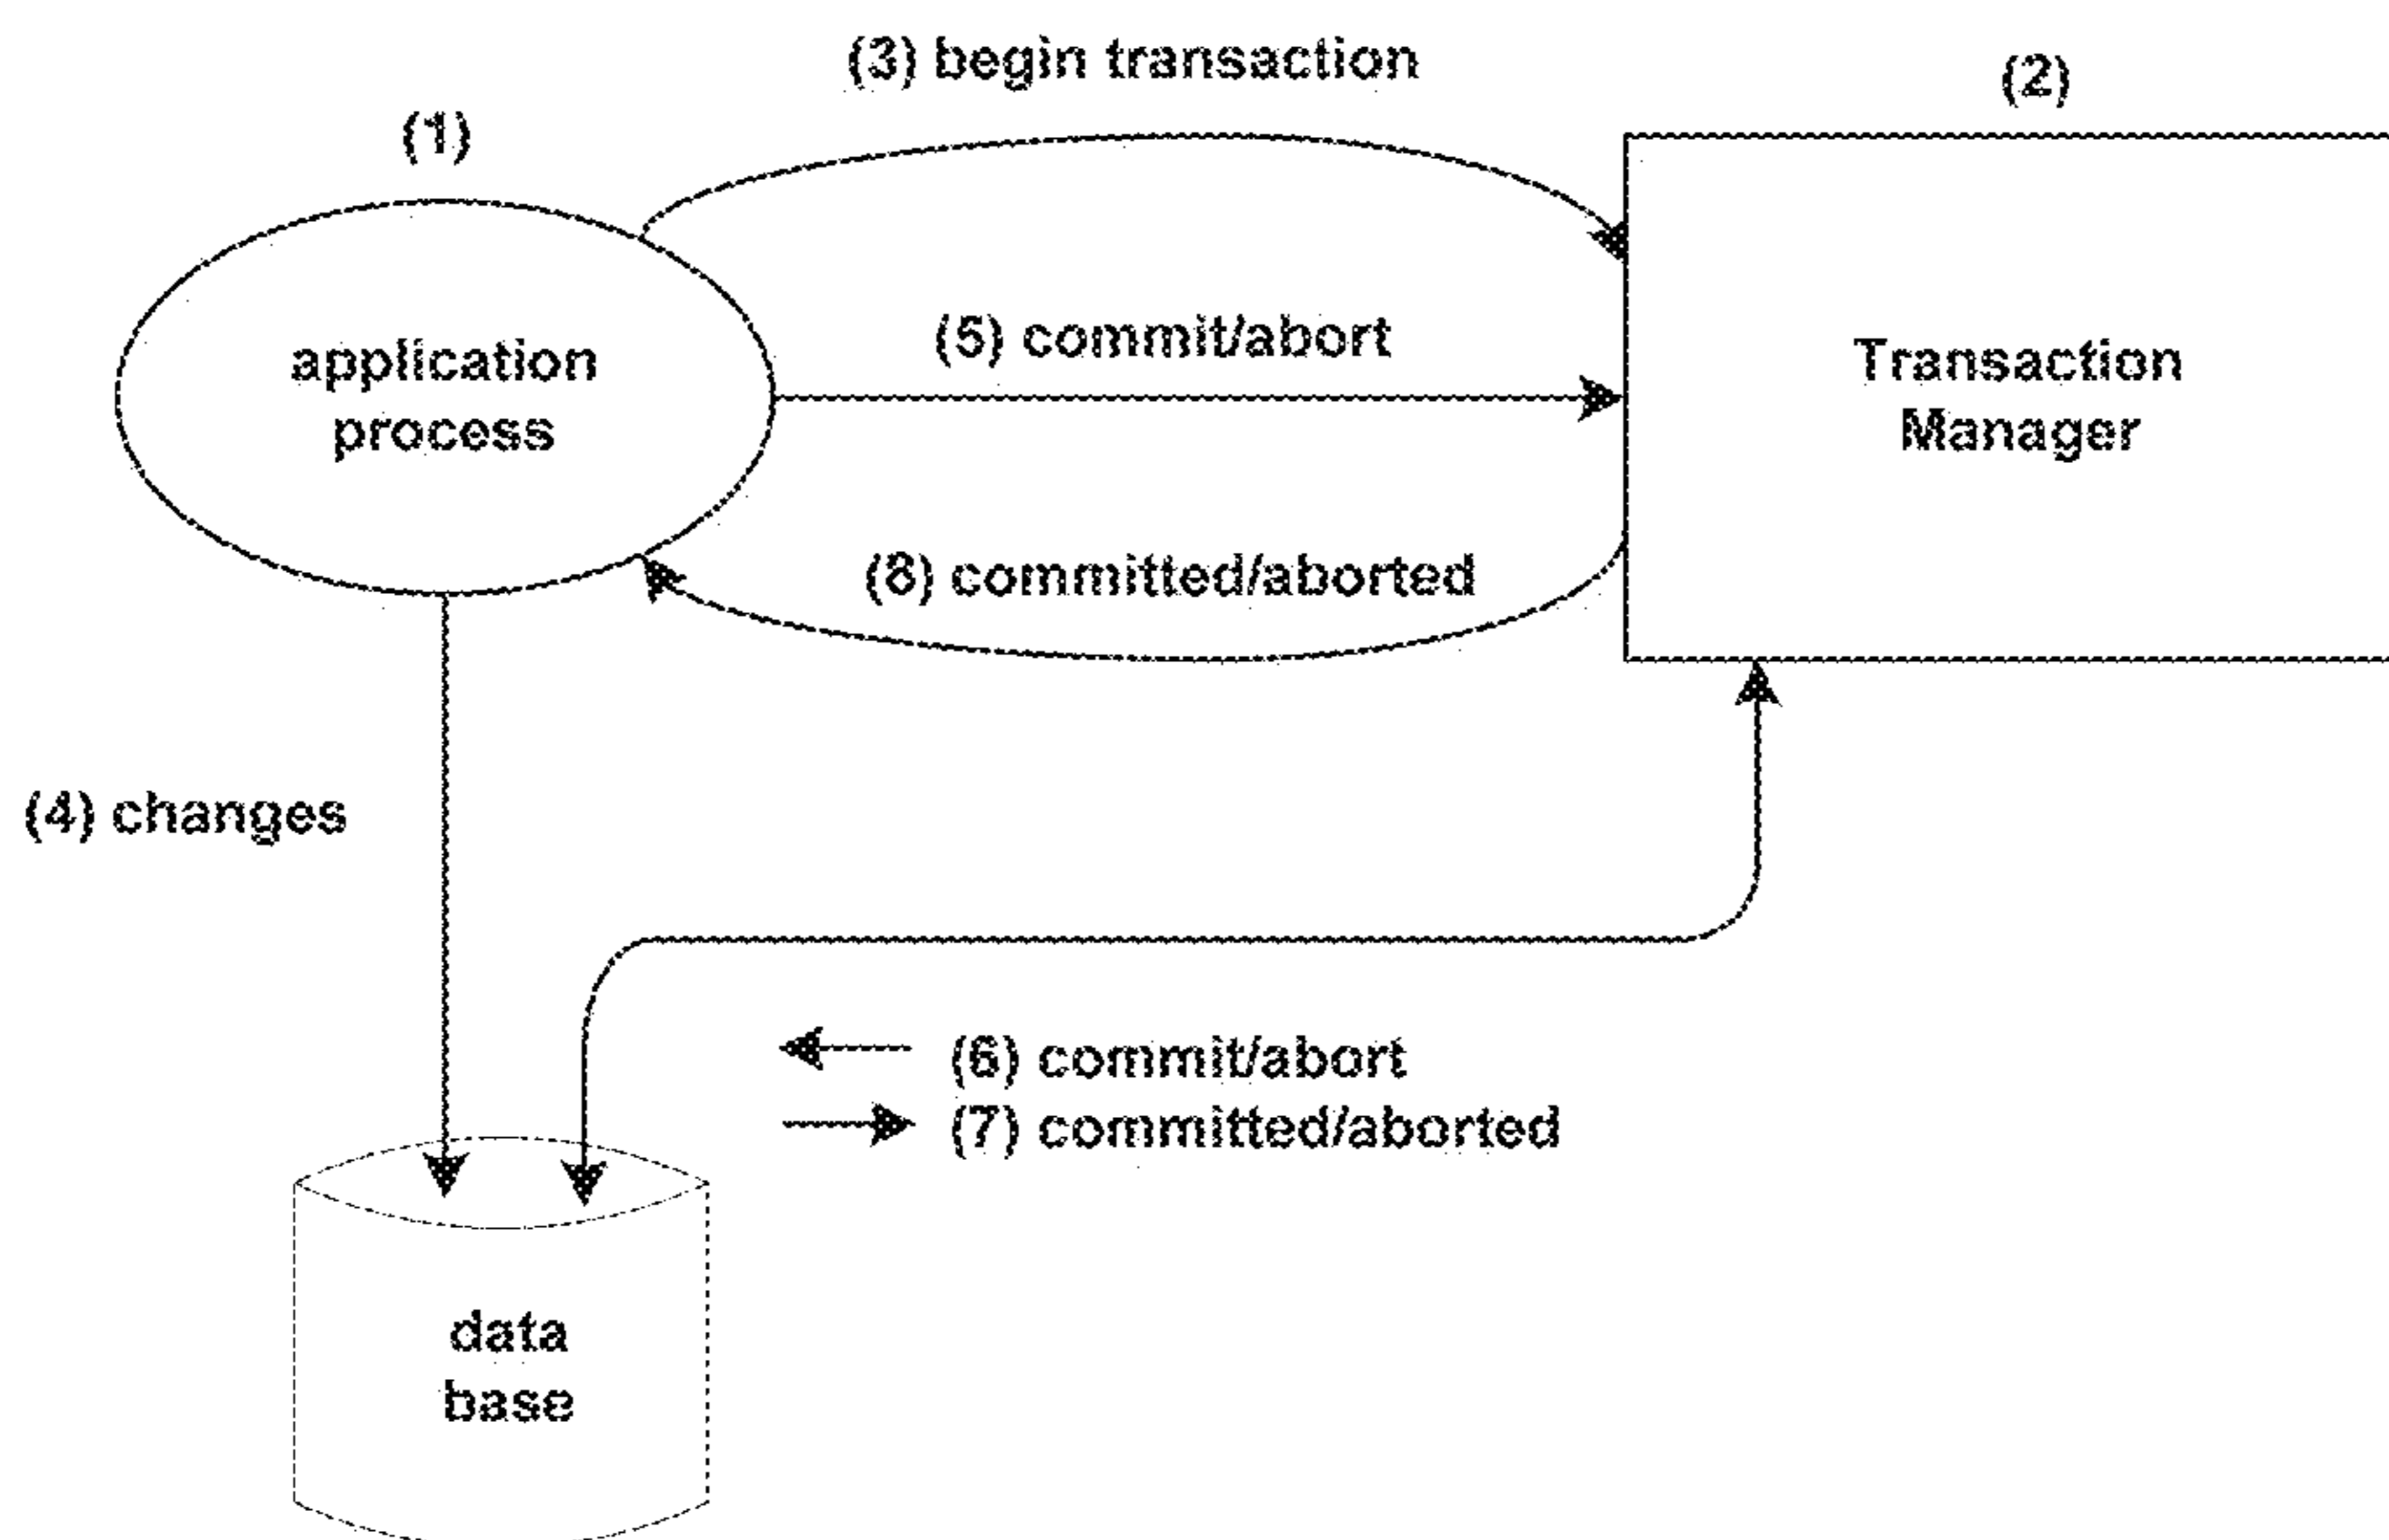 (3) begin transaction
(2)
(1)
(5) commit/abort
application
process
Transaction
Manager
(8) committed/aborted
(4) changes
(6) commit/abort
(7) committed/aborted
data
base